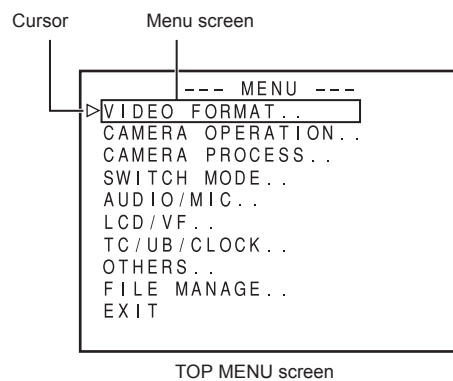 Cursor
Menu screen
--- MENU ---
VIDEO FORMAT..
CAMERA OPERATION..
CAMERA PROCESS..
SWITCH MODE..
AUDIO/MIC..
LCD/VF..
TC/UB/CLOCK..
OTHERS..
FILE MANAGE..
EXIT
TOP MENU screen